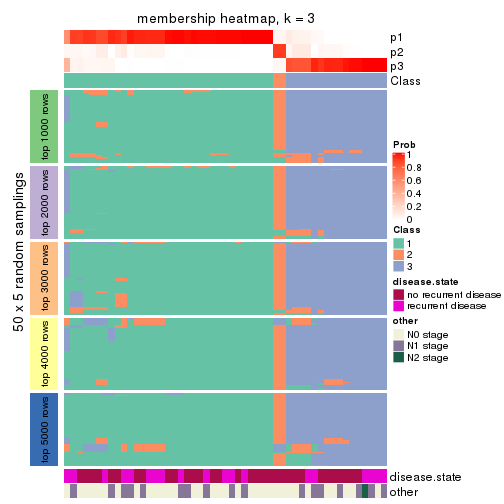 membership heatmap, k = 3
p1
p2
p3
Class
50 x 5 random samplings
top 1000 rows
top 2000 rows
top 3000 rows
top 4000 rows
top 5000 rows
disease.state
other
Prob
1
0.8
0.6
0.4
0.2
0
Class
1
2
3
disease.state
no recurrent disease
recurrent disease
other
N0 stage
N1 stage
N2 stage